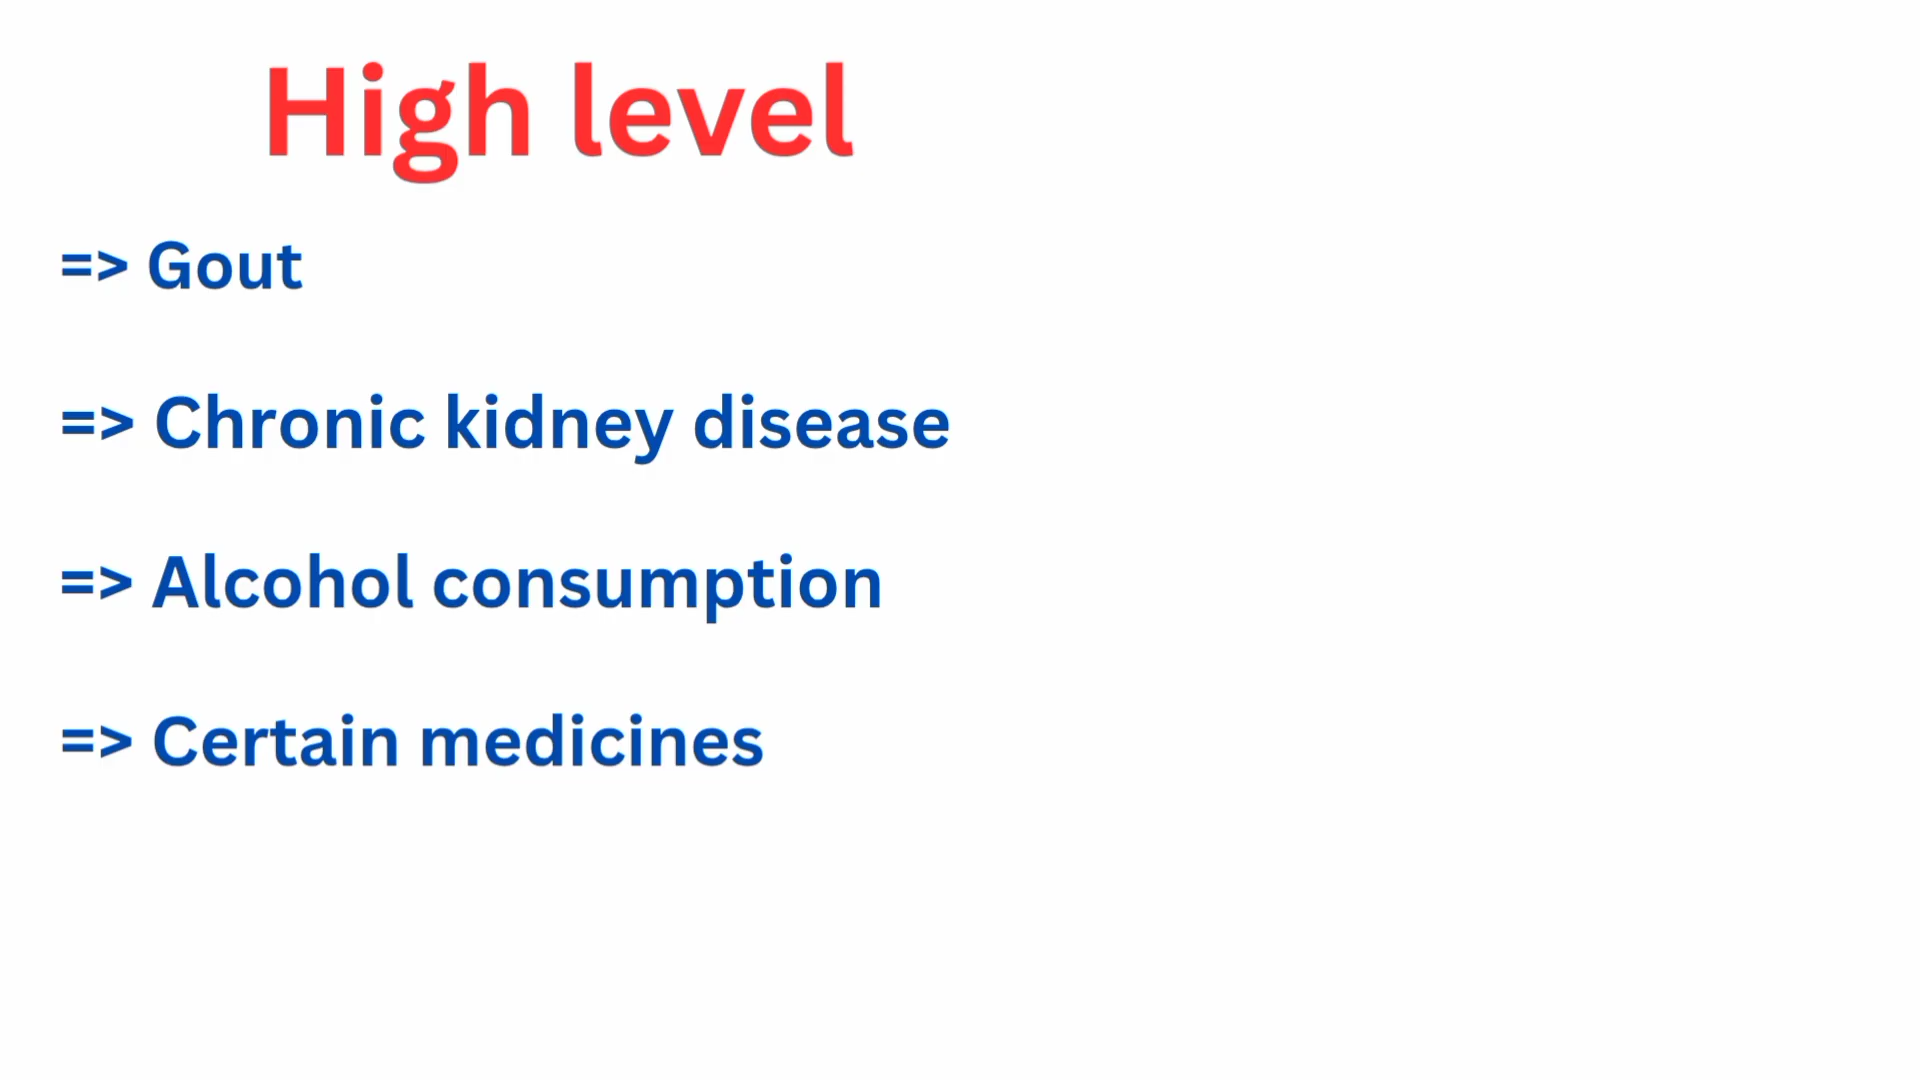 High level
=> Gout
=> Chronic kidney disease
=> Alcohol consumption
=> Certain medicines